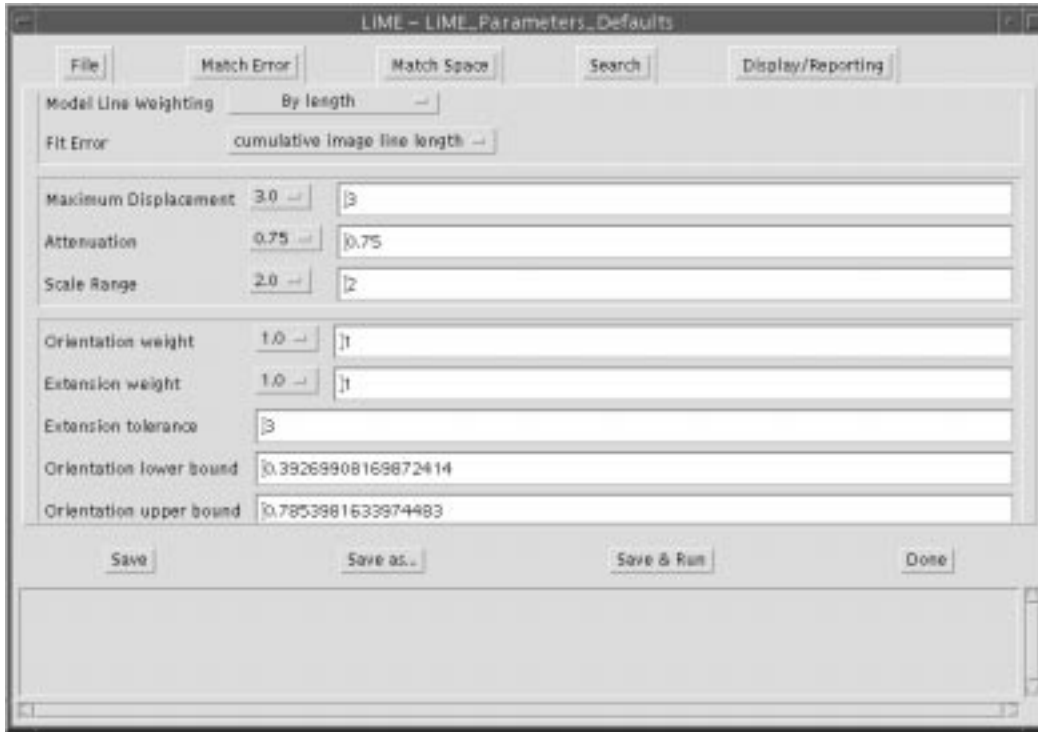 LiME – LiME_Parameters_Defaults
File Match Error Match Space Search Display/Reporting
Model Line Weighting By length
Fit Error cumulative image line length
Maximum Displacement 3.0 3
Attenuation 0.75 0.75
Scale Range 2.0 2
Orientation weight 1.0 1
Extension weight 1.0 1
Extension tolerance 3
Orientation lower bound 0.39269908169872414
Orientation upper bound 0.7853981633974483
Save Save as... Save & Run Done